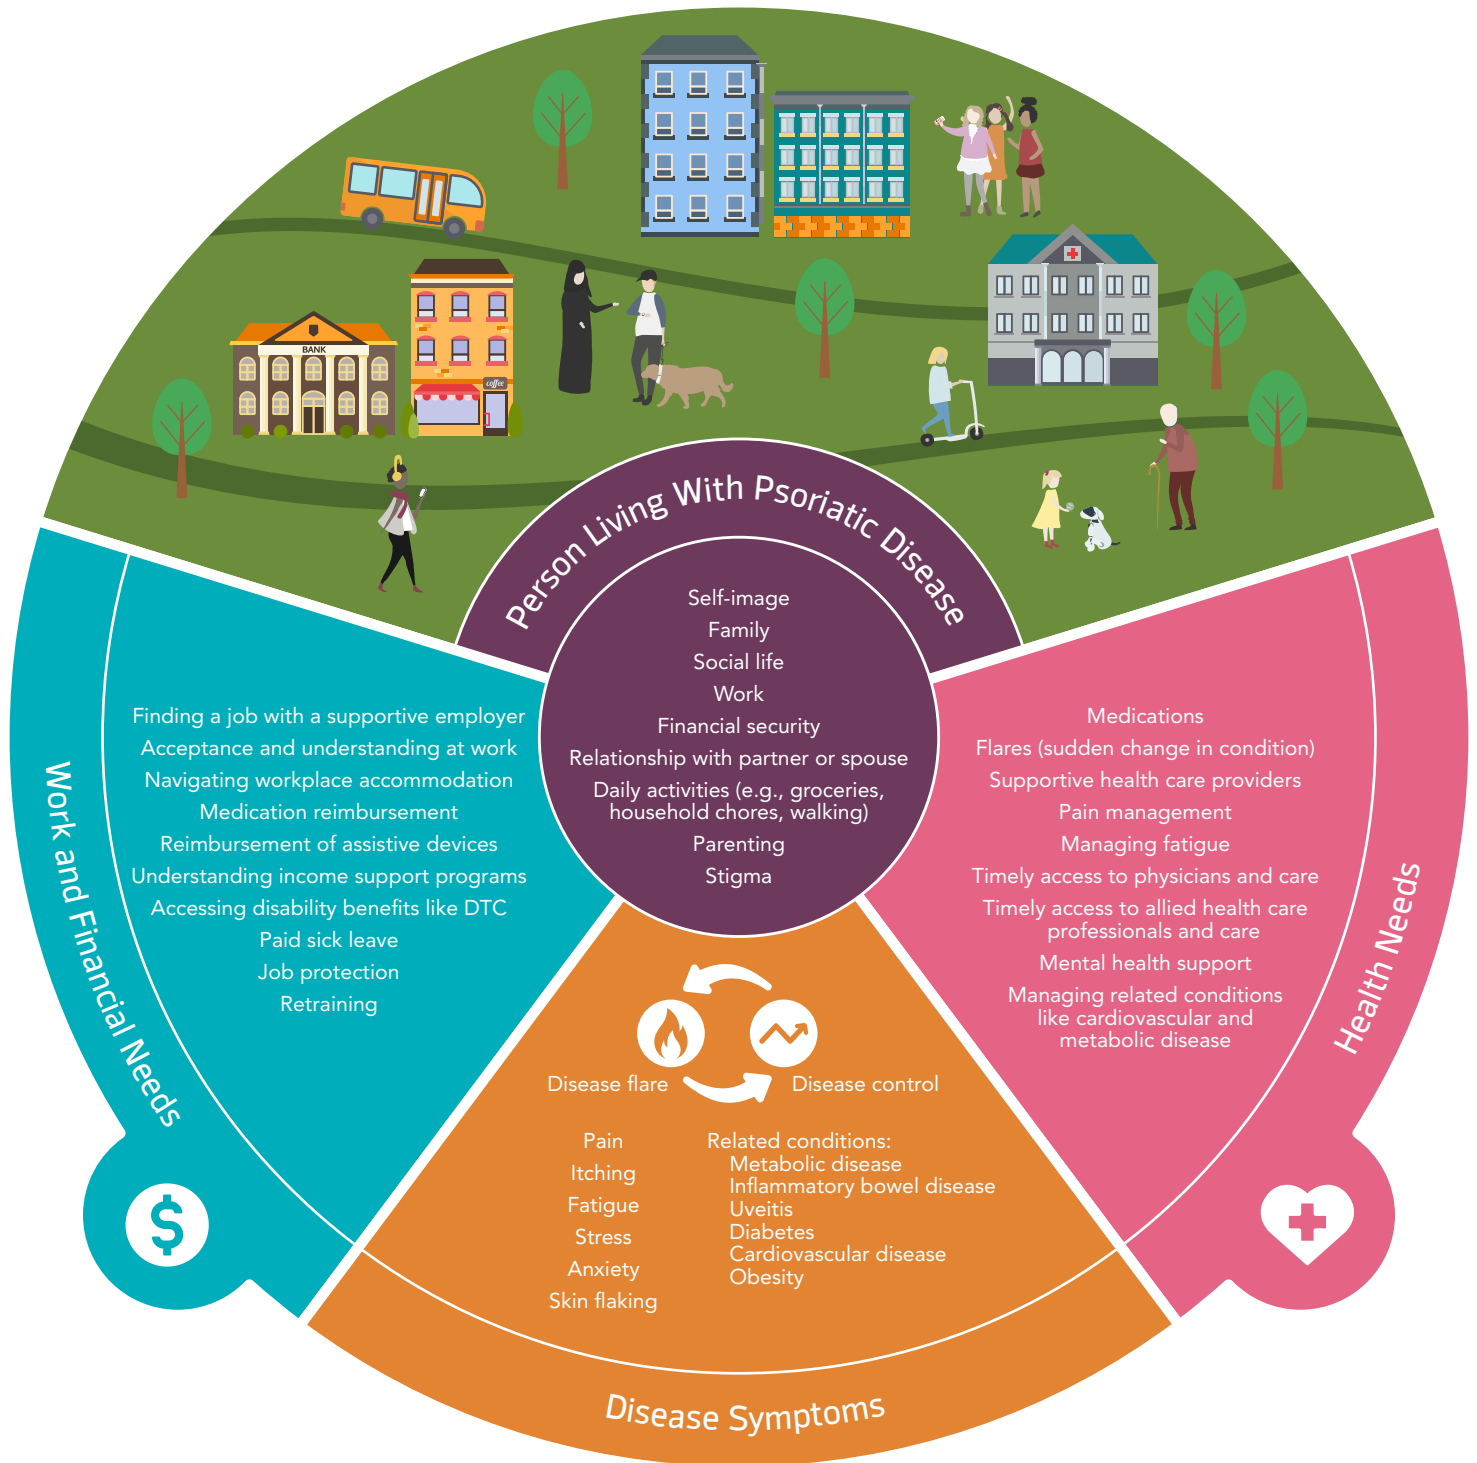 BANK
coffee
Person Living With Psoriatic Disease
Self-image
Family
Social life
Work
Financial security
Relationship with partner or spouse
Daily activities (e.g., groceries,
household chores, walking)
Parenting
Stigma
Work and Financial Needs
Finding a job with a supportive employer
Acceptance and understanding at work
Navigating workplace accommodation
Medication reimbursement
Reimbursement of assistive devices
Understanding income support programs
Accessing disability benefits like DTC
Paid sick leave
Job protection
Retraining
$
Health Needs
Medications
Flares (sudden change in condition)
Supportive health care providers
Pain management
Managing fatigue
Timely access to physicians and care
Timely access to allied health care
professionals and care
Mental health support
Managing related conditions
like cardiovascular and
metabolic disease
Disease flare
Disease control
Pain
Itching
Fatigue
Stress
Anxiety
Skin flaking
Related conditions:
Metabolic disease
Inflammatory bowel disease
Uveitis
Diabetes
Cardiovascular disease
Obesity
Disease Symptoms